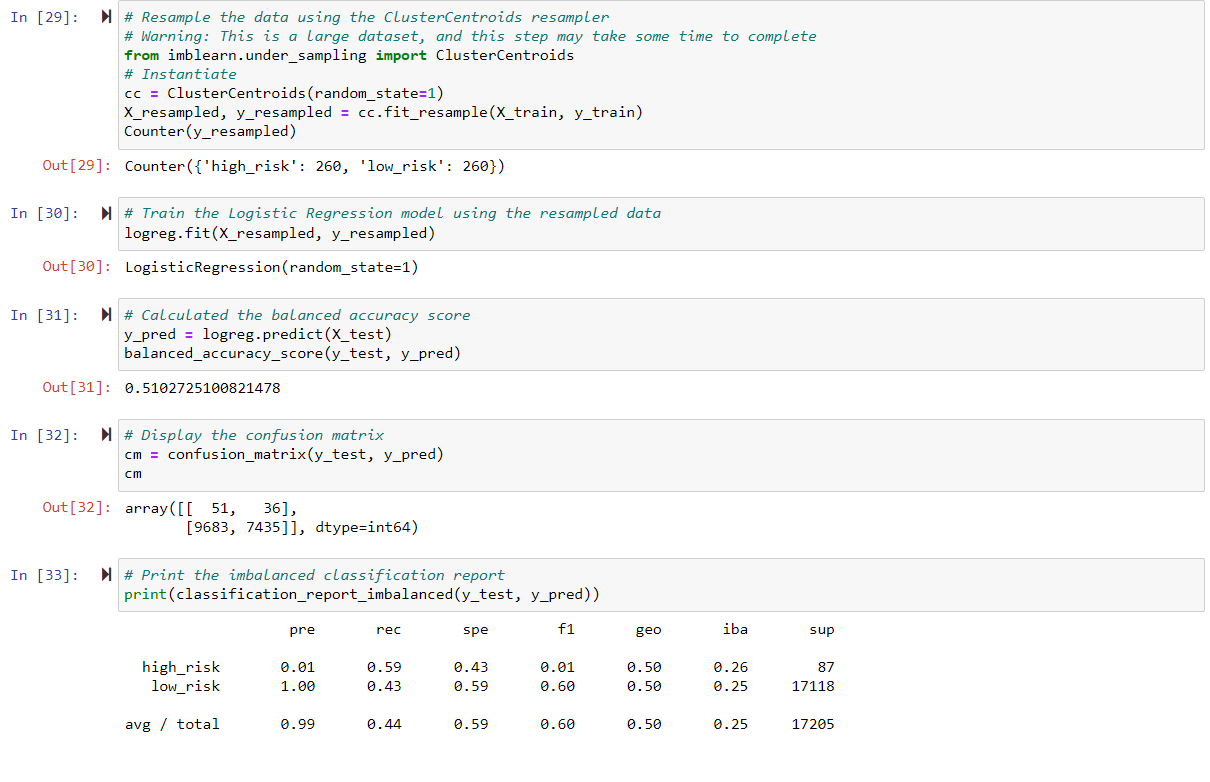 In [29]: # Resample the data using the ClusterCentroids resampler
# Warning: This is a large dataset, and this step may take some time to complete
from imblearn.under_sampling import ClusterCentroids
# Instantiate
cc = ClusterCentroids(random_state=1)
X_resampled, y_resampled = cc.fit_resample(X_train, y_train)
Counter(y_resampled)
Out[29]: Counter({'high_risk': 260, 'low_risk': 260})
In [30]: # Train the Logistic Regression model using the resampled data
logreg.fit(X_resampled, y_resampled)
Out[30]: LogisticRegression(random_state=1)
In [31]: # Calculated the balanced accuracy score
y_pred = logreg.predict(X_test)
balanced_accuracy_score(y_test, y_pred)
Out[31]: 0.5102725100821478
In [32]: # Display the confusion matrix
cm = confusion_matrix(y_test, y_pred)
cm
Out[32]: array([[  51,   36],
       [9683, 7435]], dtype=int64)
In [33]: # Print the imbalanced classification report
print(classification_report_imbalanced(y_test, y_pred))
pre rec spe f1 geo iba sup
high_risk 0.01 0.59 0.43 0.01 0.50 0.26 87
low_risk 1.00 0.43 0.59 0.60 0.50 0.25 17118
avg / total 0.99 0.44 0.59 0.60 0.50 0.25 17205